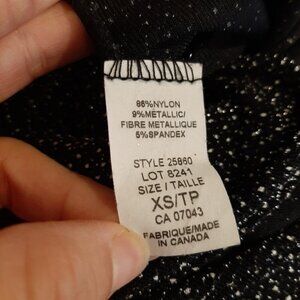 86%NYLON
9%METALLIC/
FIBRE METALLIQUE
5%SPANDEX
STYLE 25860
LOT 8241
SIZE / TAILLE
XS/TP
CA 07043
FABRIQUE/MADE
IN CANADA